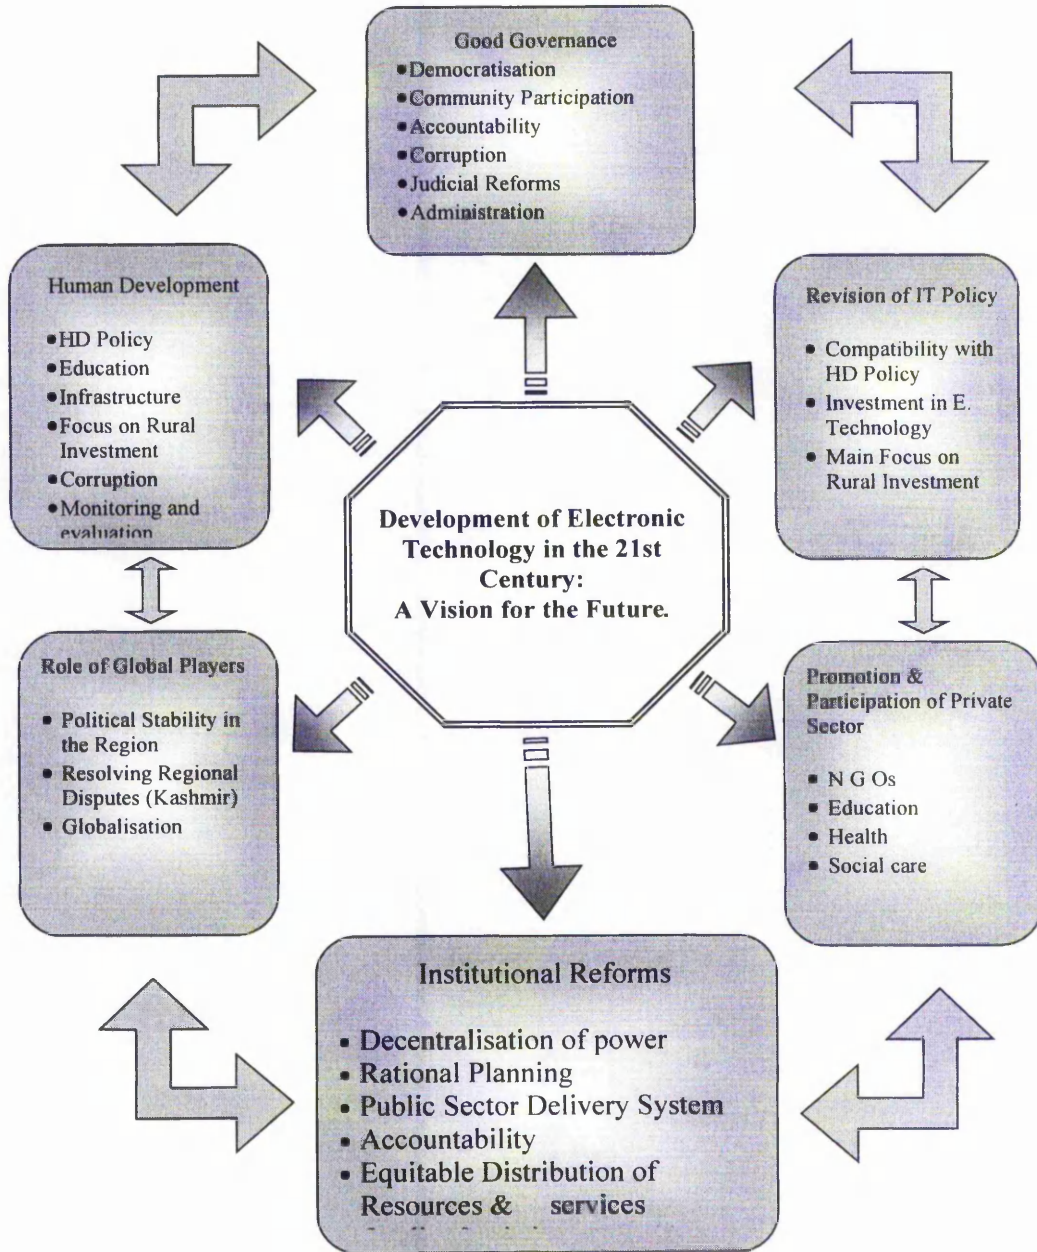 Good Governance
•Democratisation
•Community Participation
•Accountability
•Corruption
•Judicial Reforms
•Administration
Human Development
•HD Policy
•Education
•Infrastructure
•Focus on Rural
Investment
•Corruption
•Monitoring and
evaluation
Revision of IT Policy
• Compatibility with
HD Policy
• Investment in E.
Technology
• Main Focus on
Rural Investment
Development of Electronic
Technology in the 21st
Century:
A Vision for the Future.
Role of Global Players
• Political Stability in
the Region
• Resolving Regional
Disputes (Kashmir)
• Globalisation
Promotion &
Participation of Private
Sector
• N G Os
• Education
• Health
• Social care
Institutional Reforms
• Decentralisation of power
• Rational Planning
• Public Sector Delivery System
• Accountability
• Equitable Distribution of
Resources & services